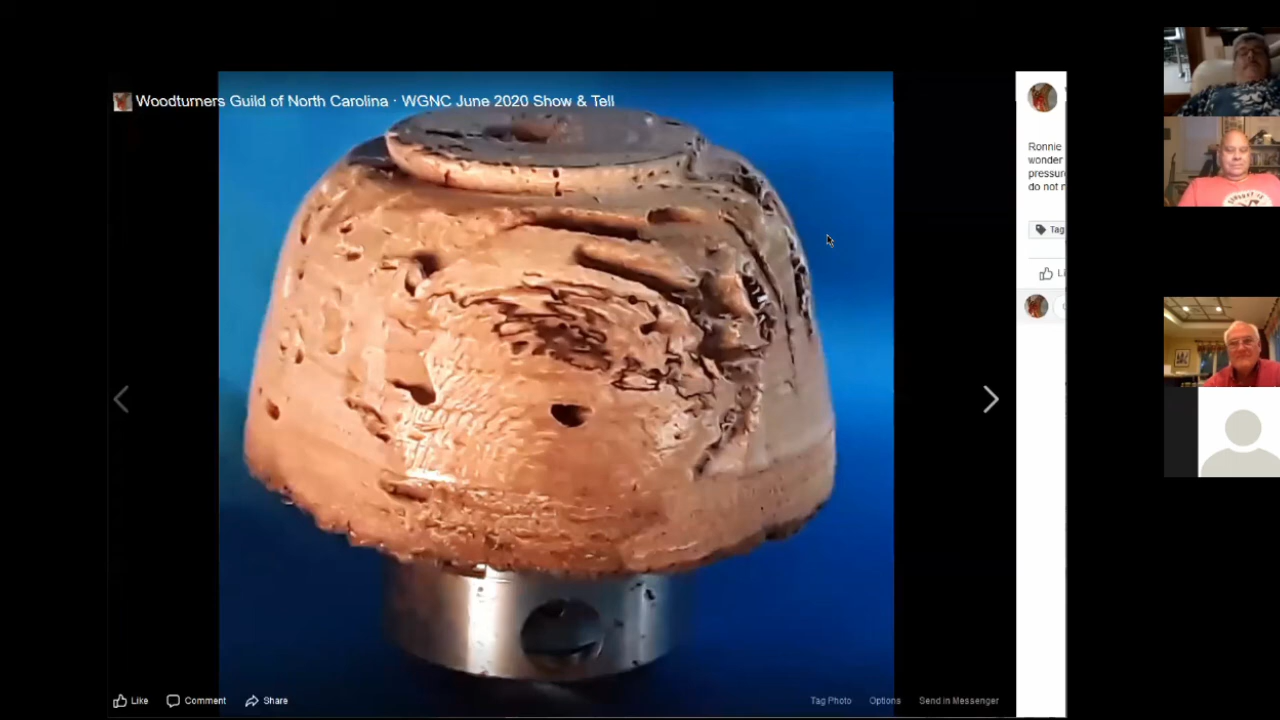 Woodturners Guild of North Carolina · WGNC June 2020 Show & Tell
Ronnie
wonder
pressure
do not
Tag
Like Comment Share
Tag Photo Options Send in Messenger